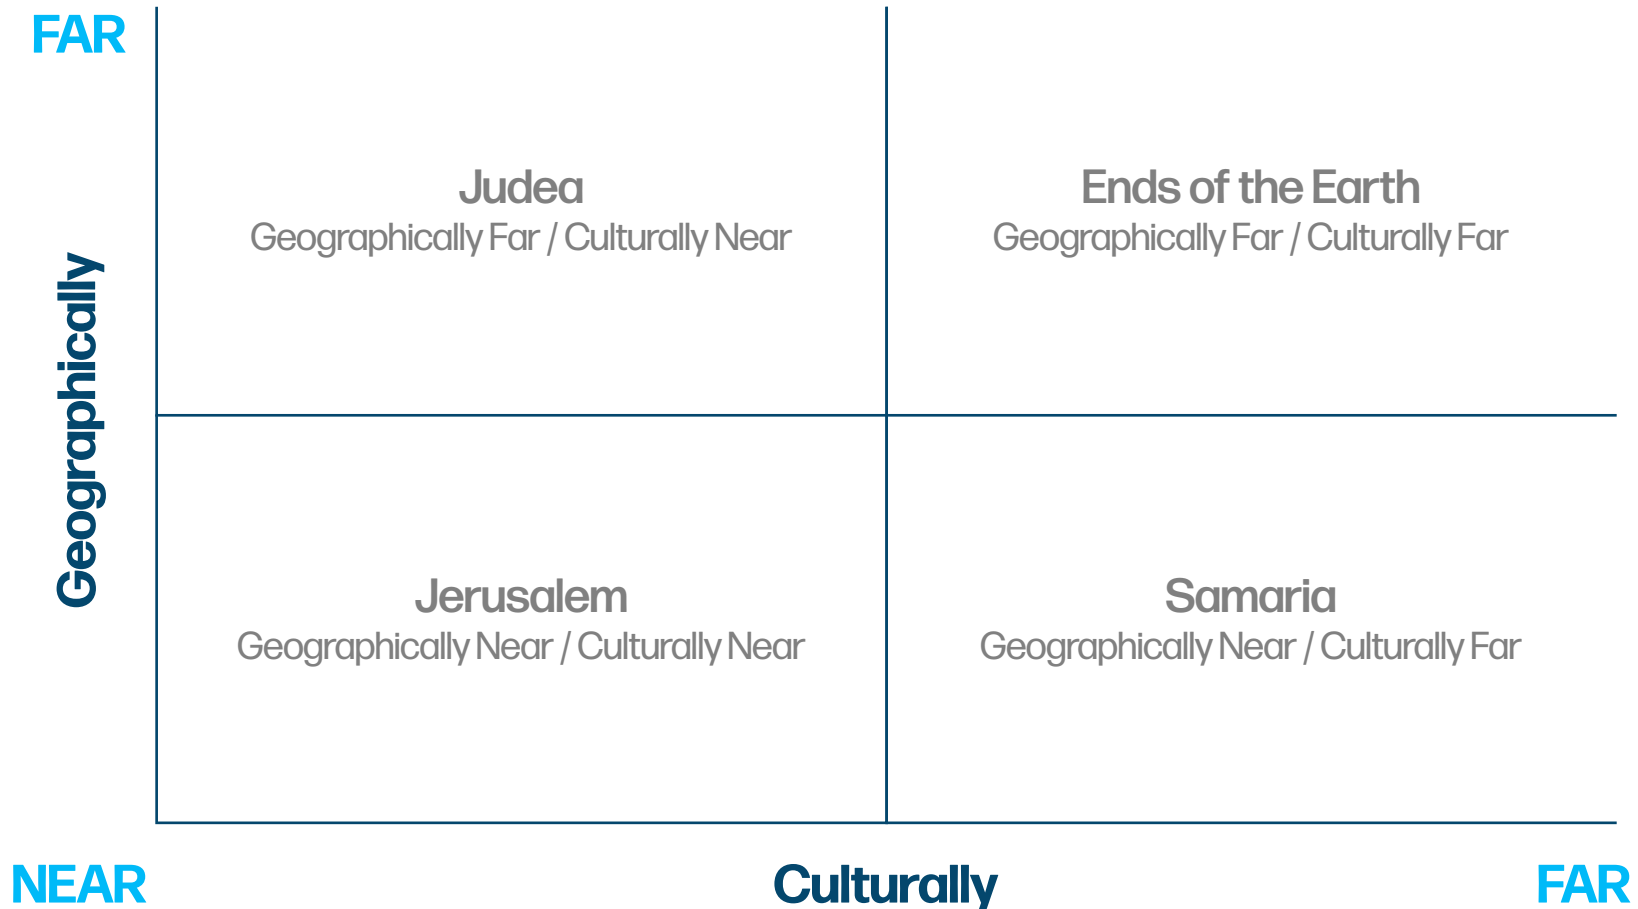 FAR
Judea
Geographically Far / Culturally Near
Ends of the Earth
Geographically Far / Culturally Far
Geographically
Jerusalem
Geographically Near / Culturally Near
Samaria
Geographically Near / Culturally Far
NEAR
Culturally
FAR